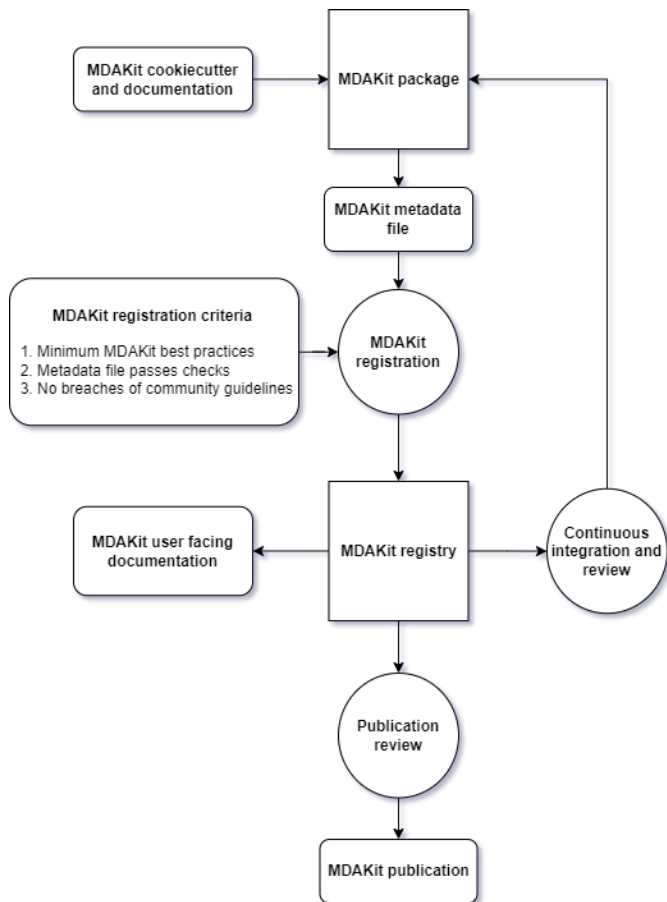 MDAKit cookiecutter
and documentation
MDAKit package
MDAKit metadata
file
MDAKit registration criteria
1. Minimum MDAKit best practices
2. Metadata file passes checks
3. No breaches of community guidelines
MDAKit
registration
MDAKit user facing
documentation
MDAKit registry
Continuous
integration and
review
Publication
review
MDAKit publication